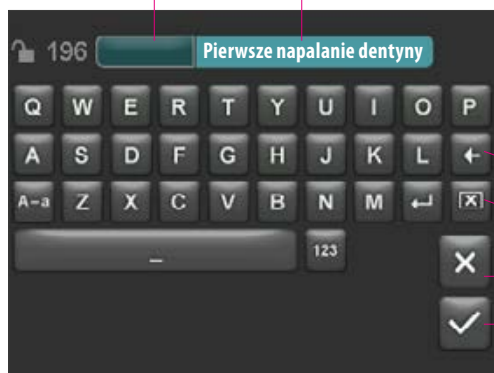 196 Pierwsze napalanie dentyny
Q W E R T Y U I O P
A S D F G H J K L ←
A-a Z X C V B N M ↵ X
_ 123